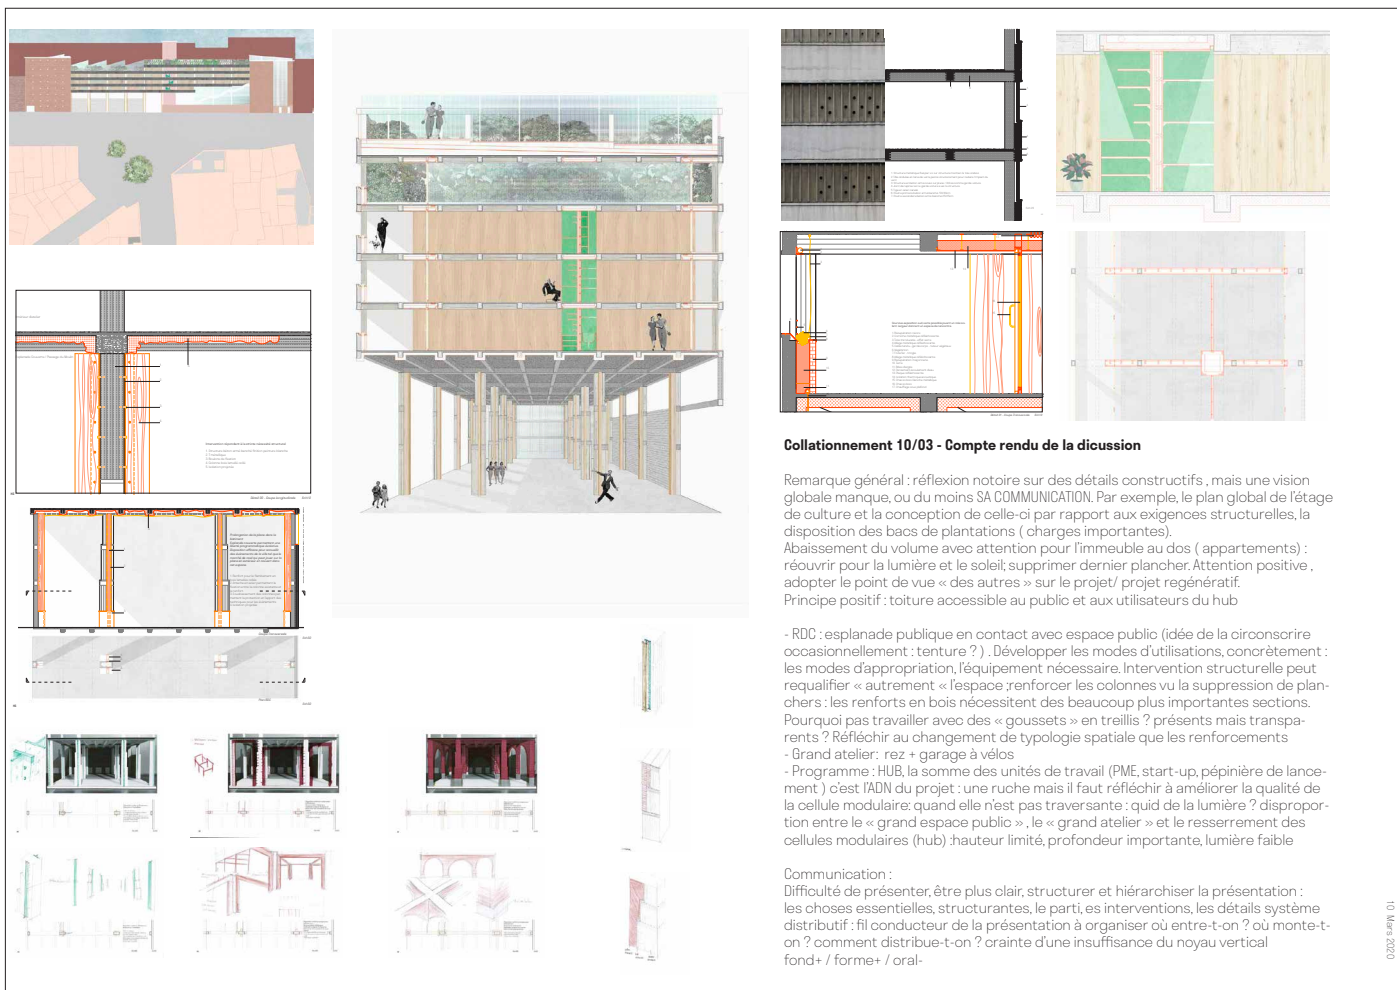 Collationnement 10/03 - Compte rendu de la dicussion
Remarque général : réflexion notoire sur des détails constructifs , mais une vision
globale manque, ou du moins SA COMMUNICATION. Par exemple, le plan global de l'étage
de culture et la conception de celle-ci par rapport aux exigences structurelles, la
disposition des bacs de plantations ( charges importantes).
Abaissement du volume avec attention pour l'immeuble au dos ( appartements) :
réouvrir pour la lumière et le soleil; supprimer dernier plancher. Attention positive ,
adopter le point de vue « des autres » sur le projet/ projet regénératif.
Principe positif : toiture accessible au public et aux utilisateurs du hub
- RDC : esplanade publique en contact avec espace public (idée de la circonscrire
occasionnellement : tenture ? ) . Développer les modes d'utilisations, concrètement :
les modes d'appropriation, l'équipement nécessaire. Intervention structurelle peut
requalifier « autrement « l'espace ;renforcer les colonnes vu la suppression de plan-
chers : les renforts en bois nécessitent des beaucoup plus importantes sections.
Pourquoi pas travailler avec des « goussets » en treillis ? présents mais transpa-
rents ? Réfléchir au changement de typologie spatiale que les renforcements
- Grand atelier : rez + garage à vélos
- Programme : HUB, la somme des unités de travail (PME, start-up, pépinière de lance-
ment ) c'est l'ADN du projet : une ruche mais il faut réfléchir à améliorer la qualité de
la cellule modulaire: quand elle n'est pas traversante : quid de la lumière ? dispropor-
tion entre le « grand espace public » , le « grand atelier » et le resserrement des
cellules modulaires (hub) :hauteur limité, profondeur importante, lumière faible
Communication :
Difficulté de présenter, être plus clair, structurer et hiérarchiser la présentation :
les choses essentielles, structurantes, le parti, es interventions, les détails système
distributif : fil conducteur de la présentation à organiser où entre-t-on ? où monte-t-
on ? comment distribue-t-on ? crainte d'une insuffisance du noyau vertical
fond+ / forme+ / oral-
10 Mars 2020